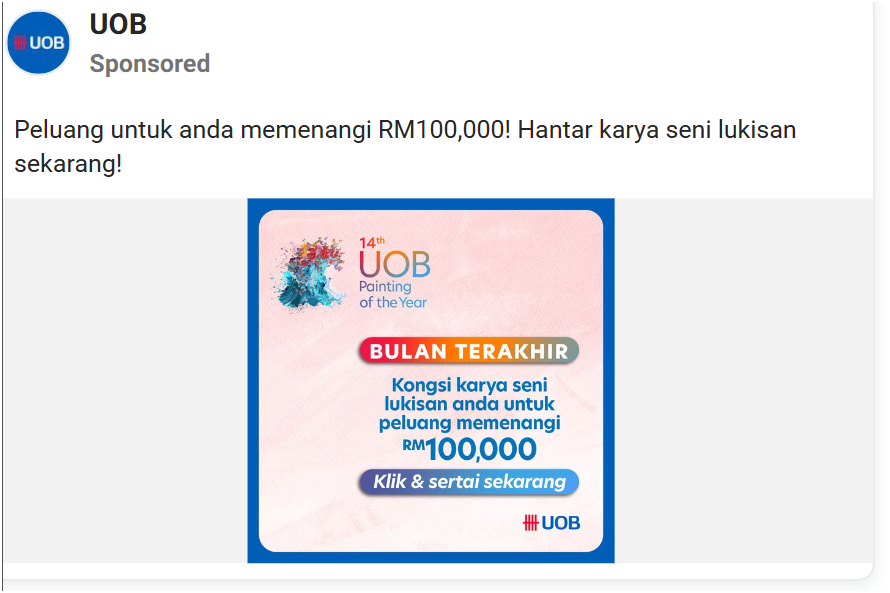 UOB
UOB
Sponsored
Peluang untuk anda memenangi RM100,000! Hantar karya seni lukisan
sekarang!
14th
UOB
Painting
of the Year
BULAN TERAKHIR
Kongsi karya seni
lukisan anda untuk
peluang memenangi
RM100,000
Klik & sertai sekarang
UOB